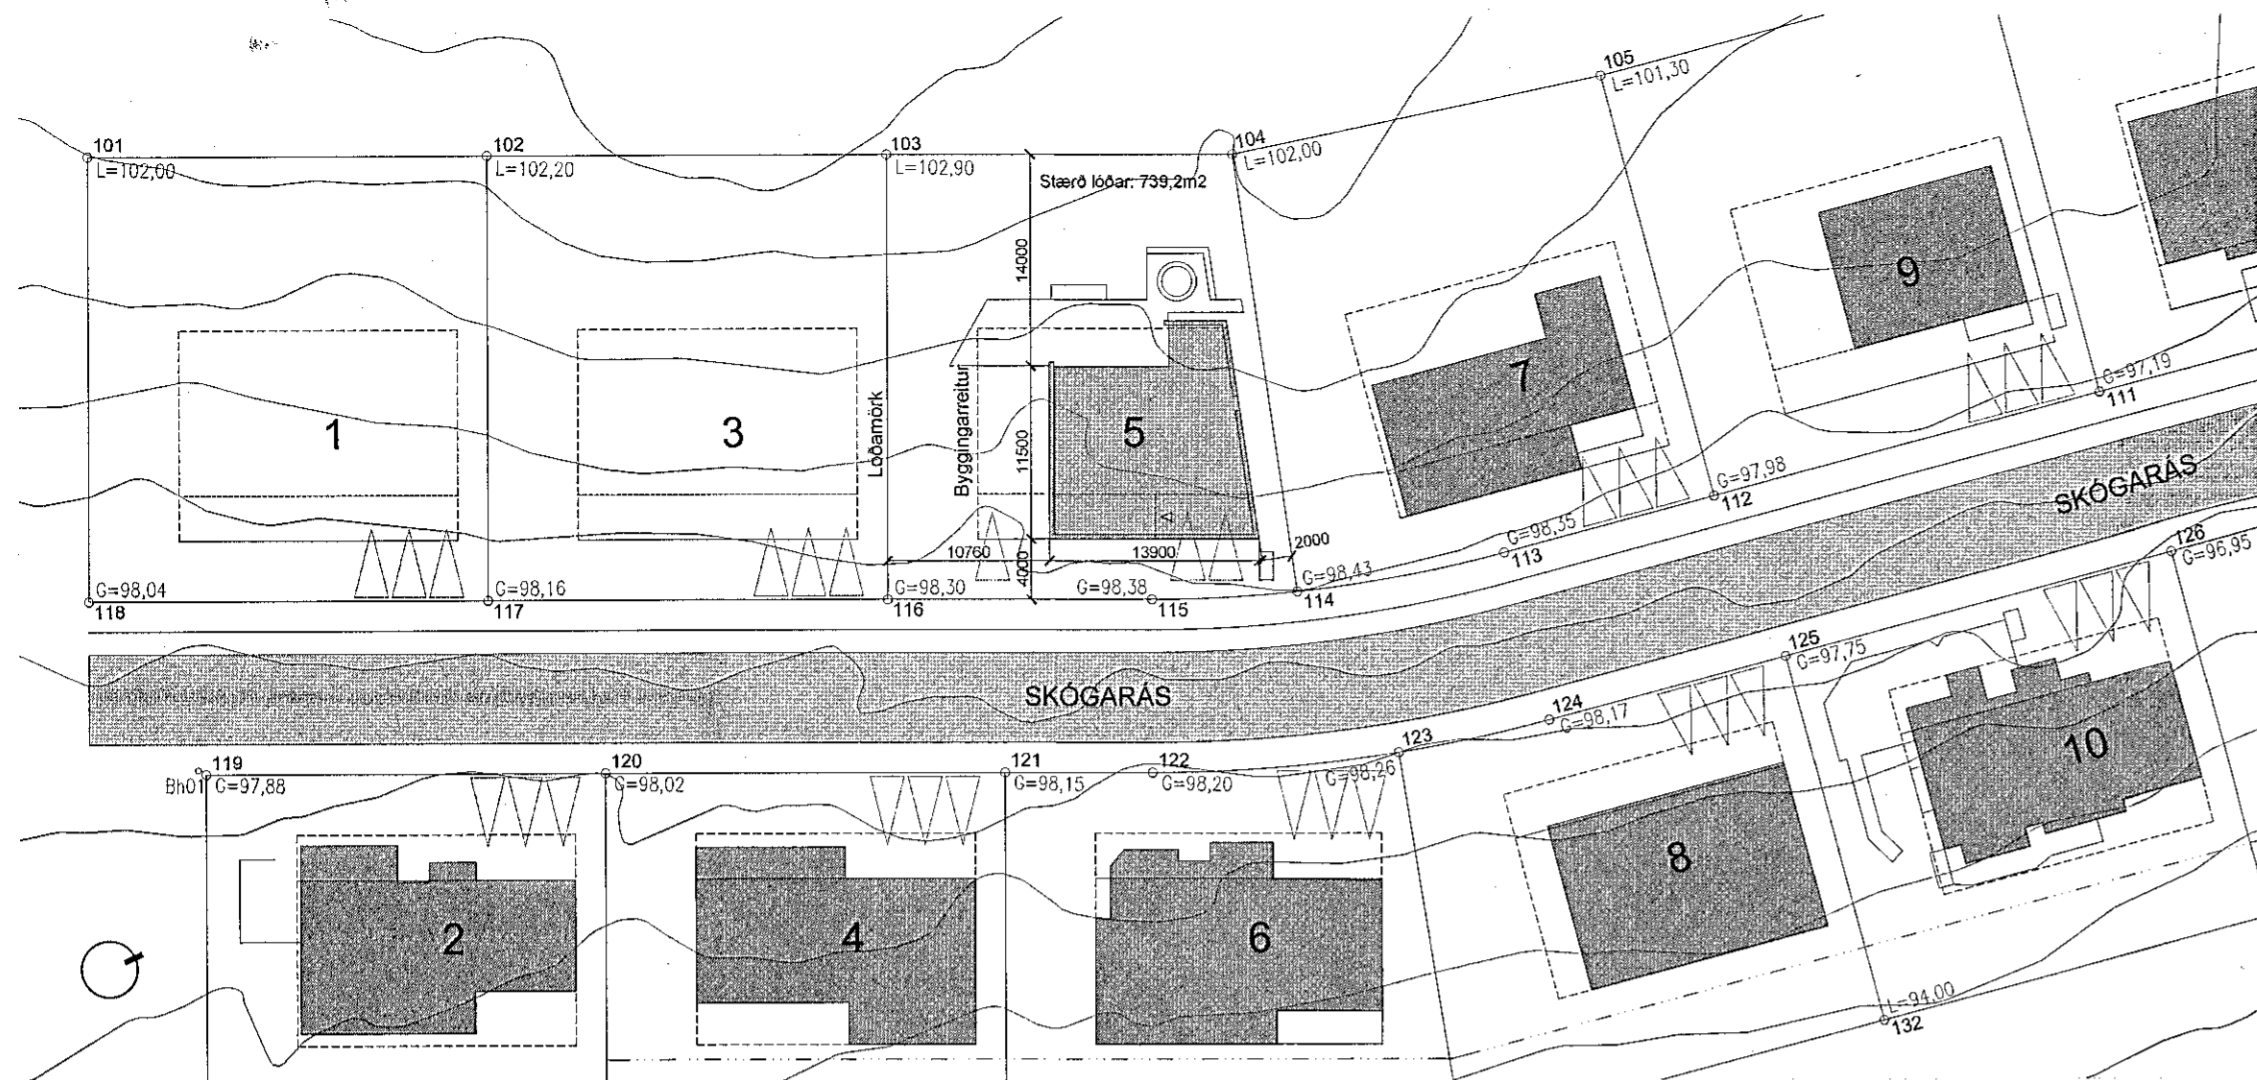 105
L=101,30
101
102
103
104
L=102,00
L=102,20
L=102,90
L=102,00
Stærð lóðar: 739,2m2
14000
9
7
1
3
5
Lóðamörk
Byggingarreitur
11500
G=97,19
111
G=97,98
112
SKÓGARÁS
G=98,35
113
10760
13900
2000
4000
G=98,04
118
G=98,16
117
G=98,30
116
G=98,38
115
G=98,43
114
126
G=96,95
125
G=97,75
SKÓGARÁS
124
G=98,17
123
G=98,26
119
Bh01
G=97,88
120
G=98,02
121
G=98,15
122
G=98,20
10
8
2
4
6
L=94,00
132